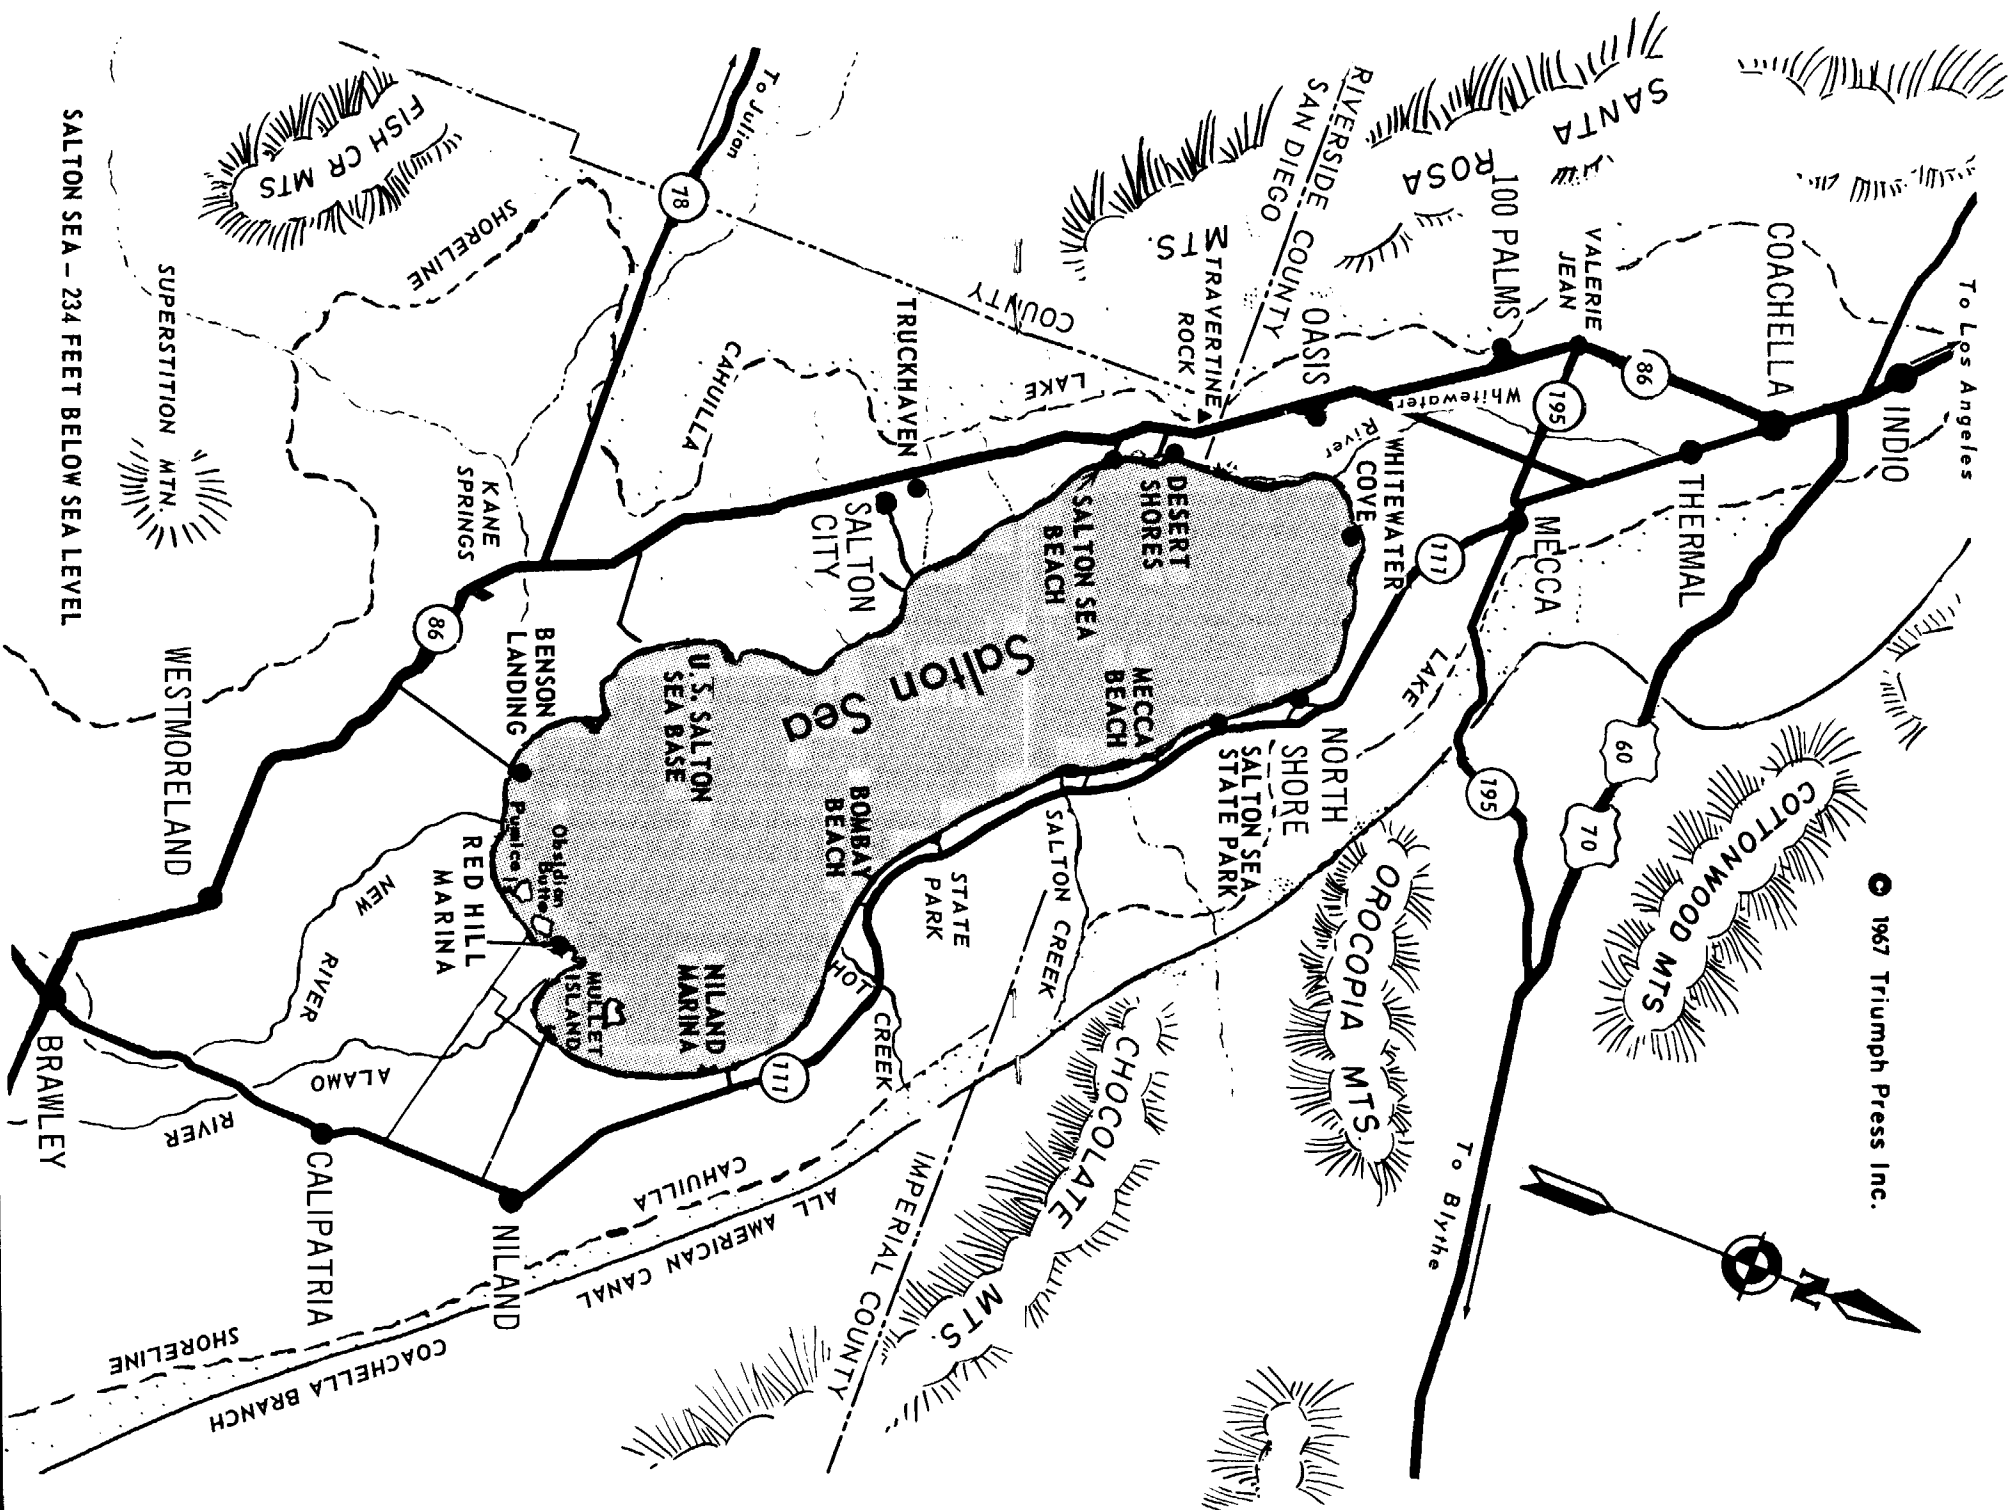 © 1967 Triumph Press Inc.
To Los Angeles
INDIO
COACHELLA
THERMAL
86
VALERIE
JEAN
195
100 PALMS
MECCA
SANTA
ROSA
MTS.
Whitewater
River
OASIS
RIVERSIDE COUNTY
SAN DIEGO
COUNTY
TRAVERTINE
ROCK
WHITEWATER
COVE
111
LAKE
60
70
195
COTTONWOOD MTS
OROCOPIA MTS.
To Blythe
N
NORTH
SHORE
SALTON SEA
STATE PARK
MECCA
BEACH
DESERT
SHORES
SALTON SEA
BEACH
LAKE
CAHUILLA
SHORELINE
TRUCKHAVEN
SALTON
CITY
Salton
Sea
SALTON CREEK
STATE
PARK
BOMBAY
BEACH
HOT
CREEK
CHOCOLATE
MTS.
IMPERIAL COUNTY
U. S. SALTON
SEA BASE
BENSON
LANDING
Obsidian
Butte
Pumice Is
RED HILL
MARINA
MULLET
ISLAND
NILAND
MARINA
111
To Julian
78
FISH CR MTS
KANE
SPRINGS
86
SUPERSTITION MTN.
WESTMORELAND
NEW
RIVER
ALAMO
RIVER
BRAWLEY
CALIPATRIA
NILAND
CAHUILLA
SHORELINE
ALL AMERICAN CANAL
COACHELLA BRANCH
SALTON SEA – 234 FEET BELOW SEA LEVEL